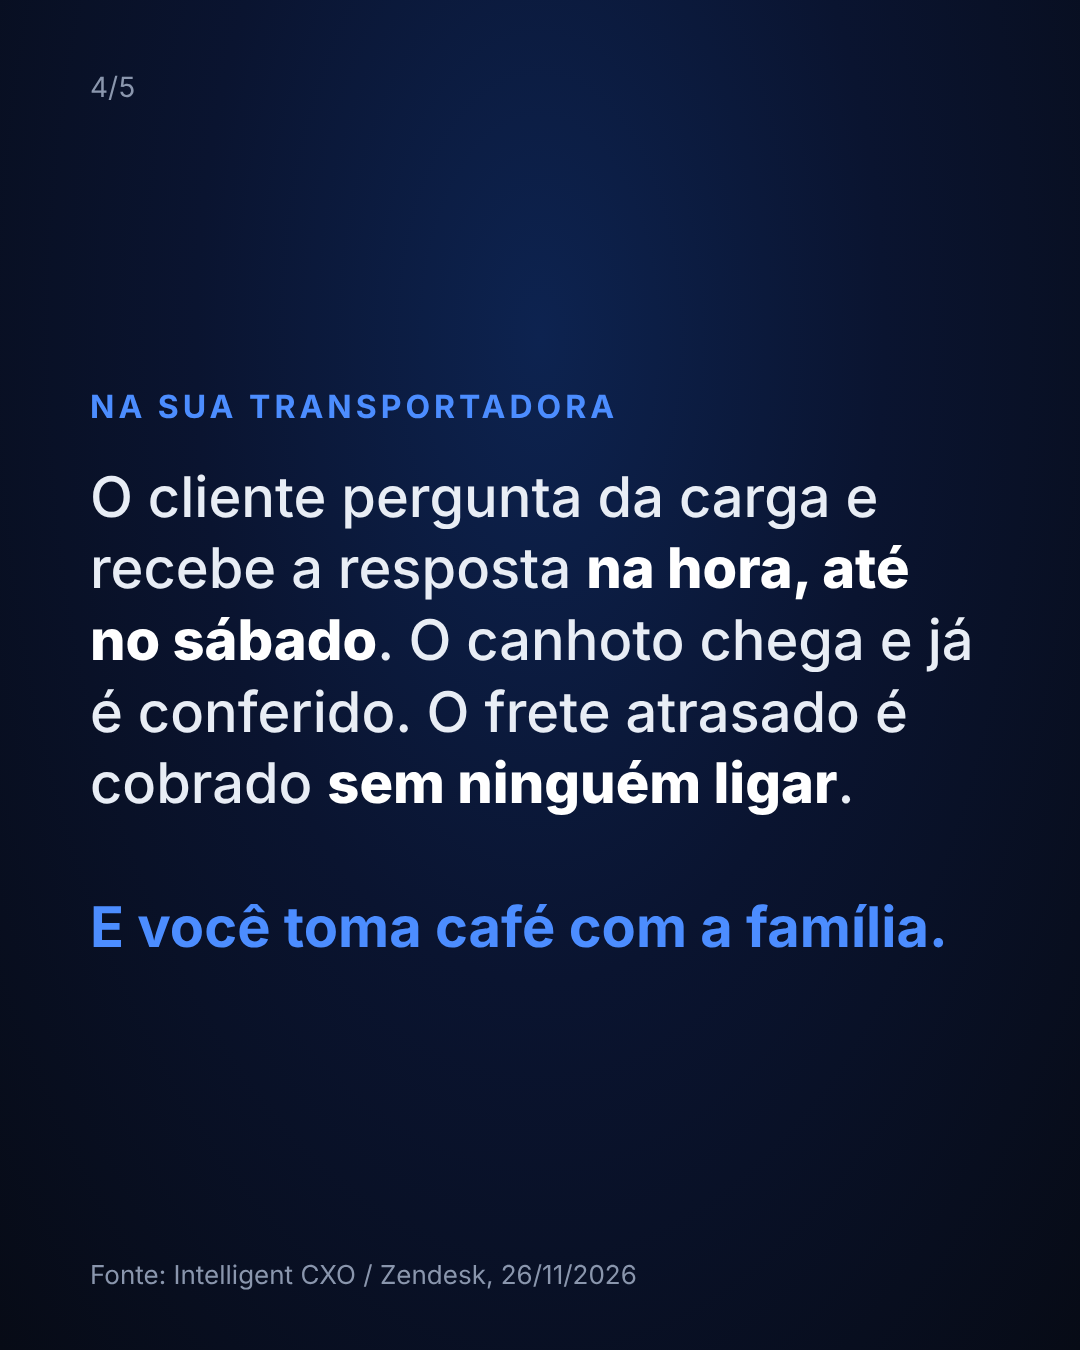 4/5
NA SUA TRANSPORTADORA
O cliente pergunta da carga e
recebe a resposta na hora, até
no sábado. O canhoto chega e já
é conferido. O frete atrasado é
cobrado sem ninguém ligar.
E você toma café com a família.
Fonte: Intelligent CXO / Zendesk, 26/11/2026